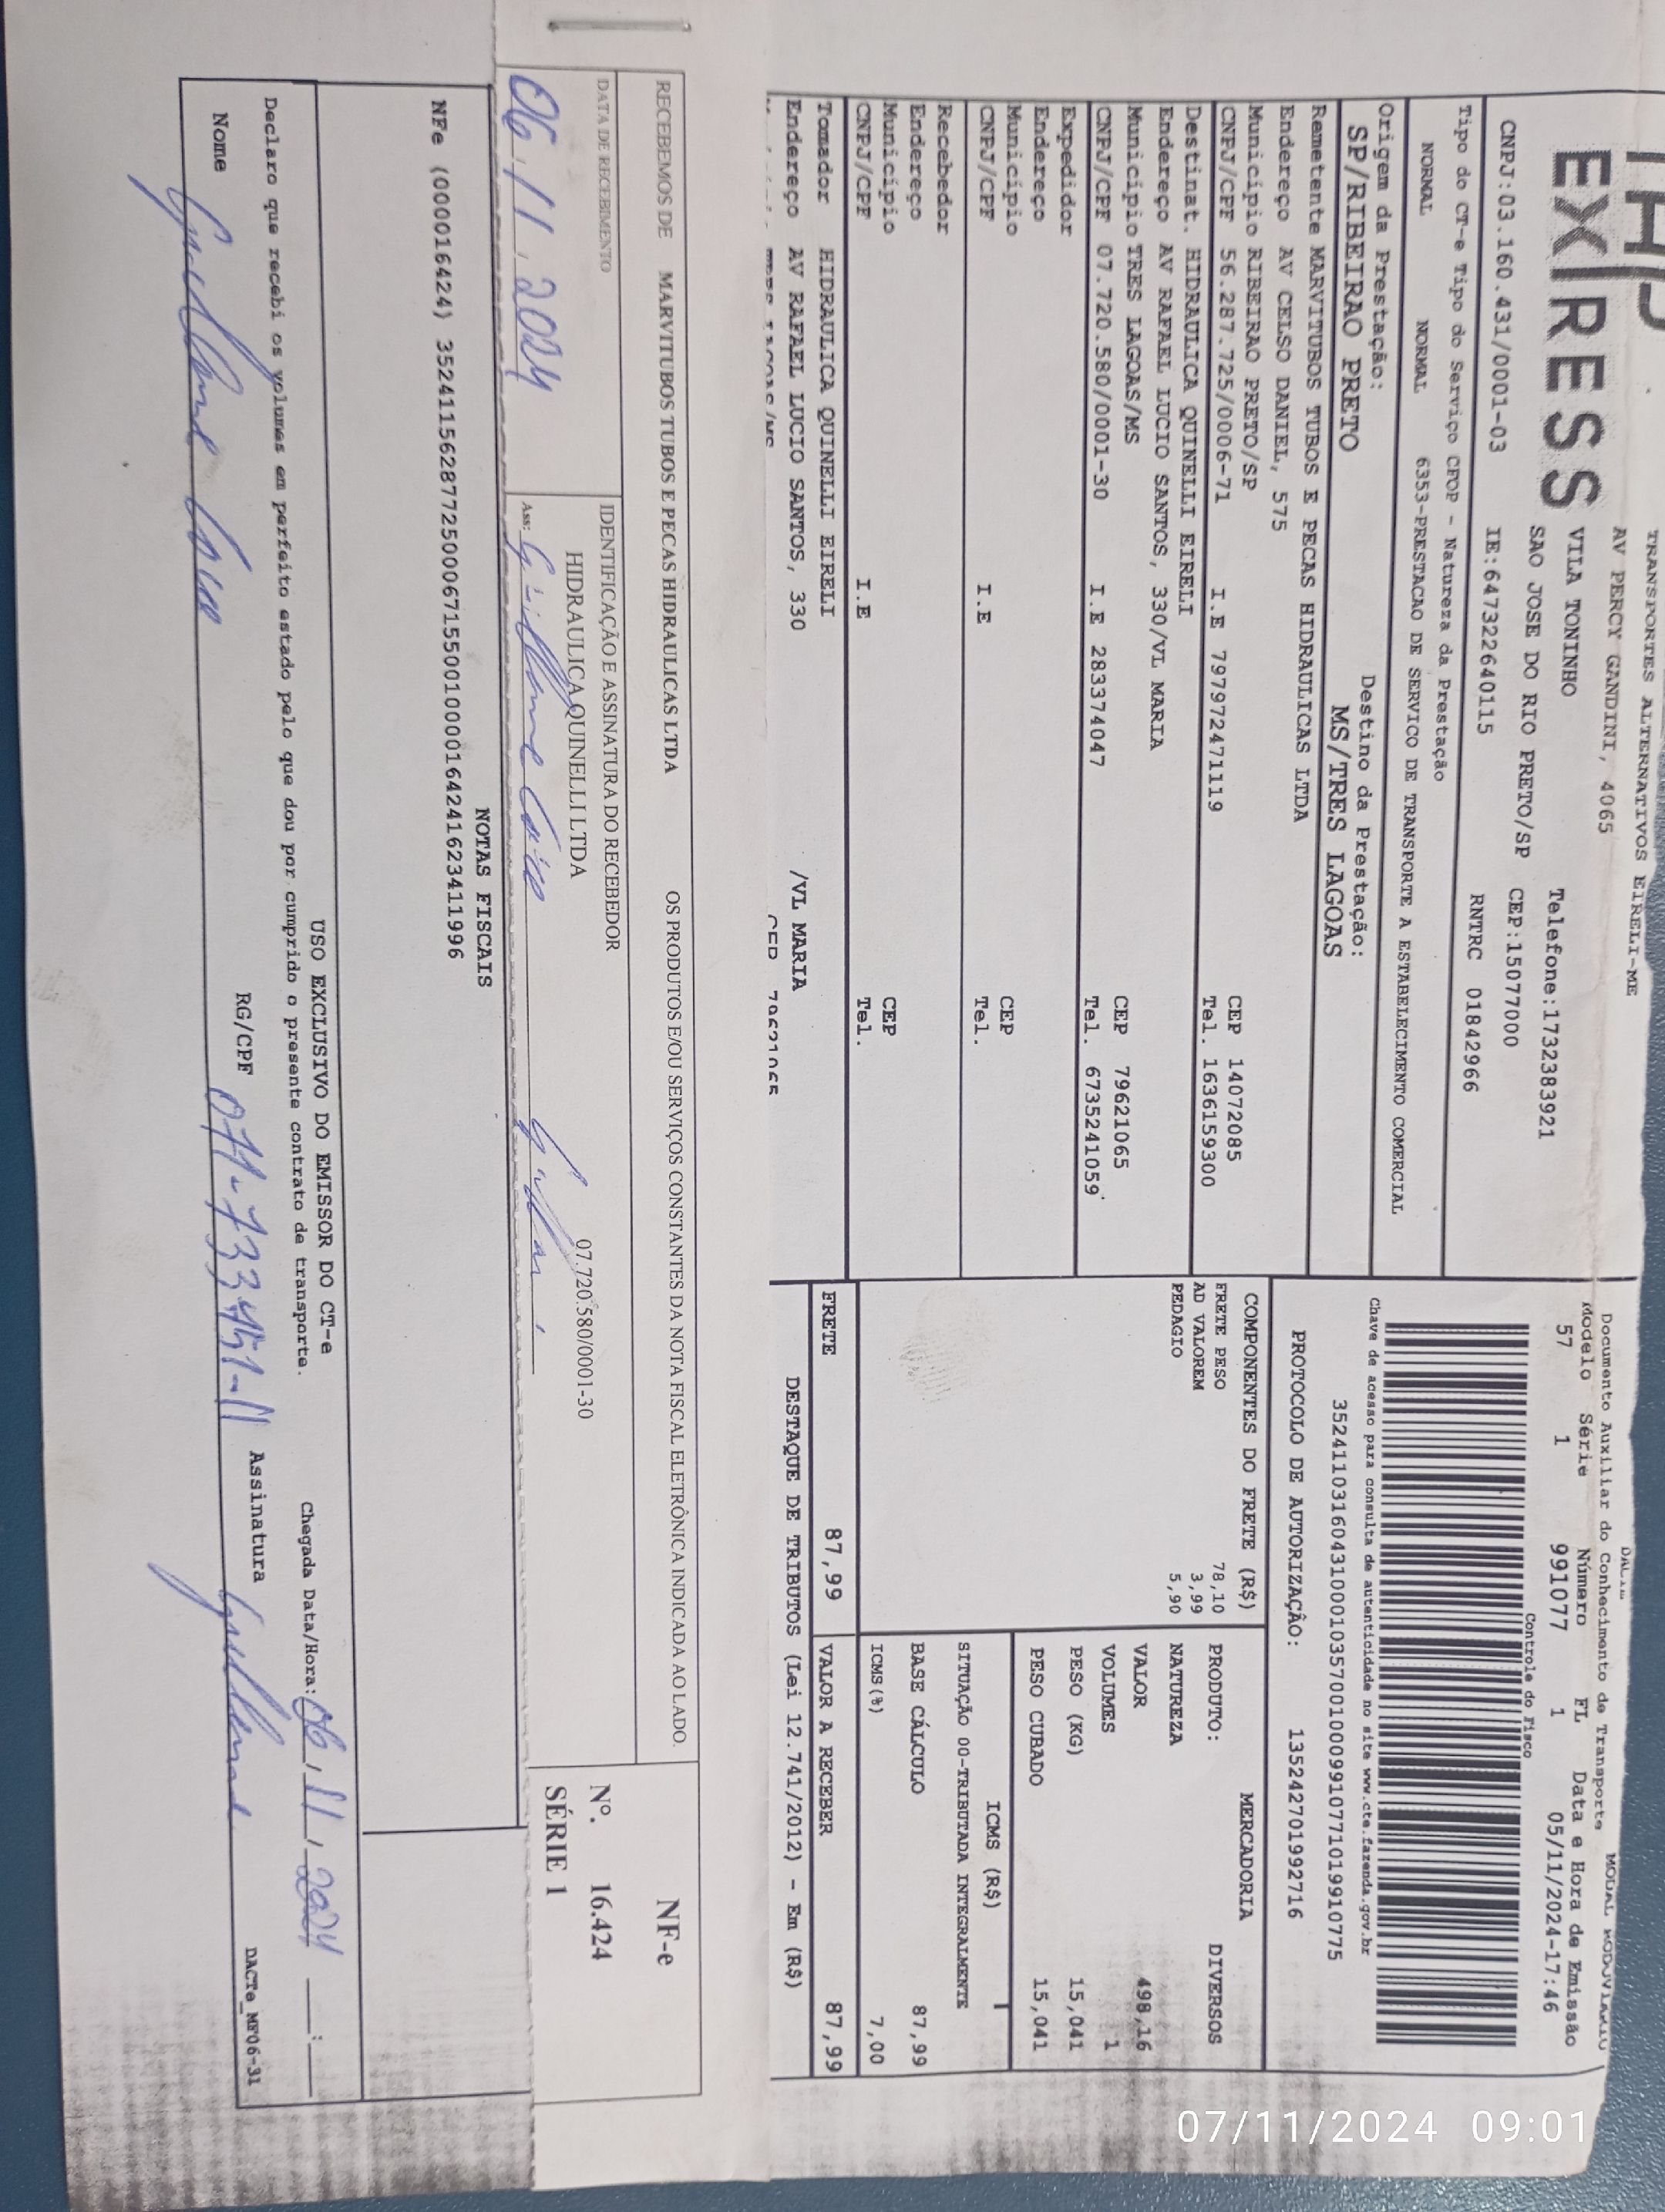 EXPRESS
TRANSPORTES ALTERNATIVOS EIRELI-ME
AV PERCY GANDINI, 4065
VILA TONINHO Telefone:1732383921
SAO JOSE DO RIO PRETO/SP CEP:15077000
CNPJ:03.160.431/0001-03 IE:647322640115 RNTRC 01842966
Documento Auxiliar do Conhecimento de Transporte MODAL RODOVIARIO
Modelo Série Número FL Data e Hora de Emissão
57 1 991077 1 05/11/2024-17:46
Controle do Fisco
Chave de acesso para consulta de autenticidade no site www.cte.fazenda.gov.br
35241103160431000103570010009910771019910775
PROTOCOLO DE AUTORIZAÇÃO: 135242701992716
Tipo do CT-e Tipo do Serviço CFOP - Natureza da Prestação
NORMAL NORMAL 6353-PRESTACAO DE SERVICO DE TRANSPORTE A ESTABELECIMENTO COMERCIAL
Origem da Prestação: Destino da Prestação:
SP/RIBEIRAO PRETO MS/TRES LAGOAS
Remetente MARVITUBOS TUBOS E PECAS HIDRAULICAS LTDA
Endereço AV CELSO DANIEL, 575
Município RIBEIRAO PRETO/SP CEP 14072085
CNPJ/CPF 56.287.725/0006-71 I.E 797972471119 Tel. 1636159300
Destinat. HIDRAULICA QUINELLI EIRELI
Endereço AV RAFAEL LUCIO SANTOS, 330/VL MARIA
Município TRES LAGOAS/MS CEP 79621065
CNPJ/CPF 07.720.580/0001-30 I.E 283374047 Tel. 6735241059
Expedidor
Endereço
Município CEP
CNPJ/CPF I.E Tel.
Recebedor
Endereço
Município CEP
CNPJ/CPF I.E Tel.
Tomador HIDRAULICA QUINELLI EIRELI
Endereço AV RAFAEL LUCIO SANTOS, 330 /VL MARIA
COMPONENTES DO FRETE (R$)
FRETE PESO 78,10
AD VALOREM 3,99
PEDAGIO 5,90
MERCADORIA
PRODUTO: DIVERSOS
NATUREZA
VALOR 498,16
VOLUMES 1
PESO (KG) 15,041
PESO CUBADO 15,041
ICMS (R$)
SITUAÇÃO 00-TRIBUTADA INTEGRALMENTE
BASE CÁLCULO 87,99
ICMS(%) 7,00
FRETE 87,99 VALOR A RECEBER 87,99
DESTAQUE DE TRIBUTOS (Lei 12.741/2012) - Em (R$)
RECEBEMOS DE MARVITUBOS TUBOS E PECAS HIDRAULICAS LTDA OS PRODUTOS E/OU SERVIÇOS CONSTANTES DA NOTA FISCAL ELETRÔNICA INDICADA AO LADO.
DATA DE RECEBIMENTO IDENTIFICAÇÃO E ASSINATURA DO RECEBEDOR
HIDRAULICA QUINELLI LTDA 07.720.580/0001-30
06/11/2024 Ass:
NF-e
Nº. 16.424
SÉRIE 1
NOTAS FISCAIS
NFe (000016424) 35241156287725000671550010000164241623411996
USO EXCLUSIVO DO EMISSOR DO CT-e
Declaro que recebi os volumes em perfeito estado pelo que dou por cumprido o presente contrato de transporte. Chegada Data/Hora: 06/11/2024 __:__
Nome RG/CPF Assinatura
DACTe_MF06-31
07/11/2024 09:01